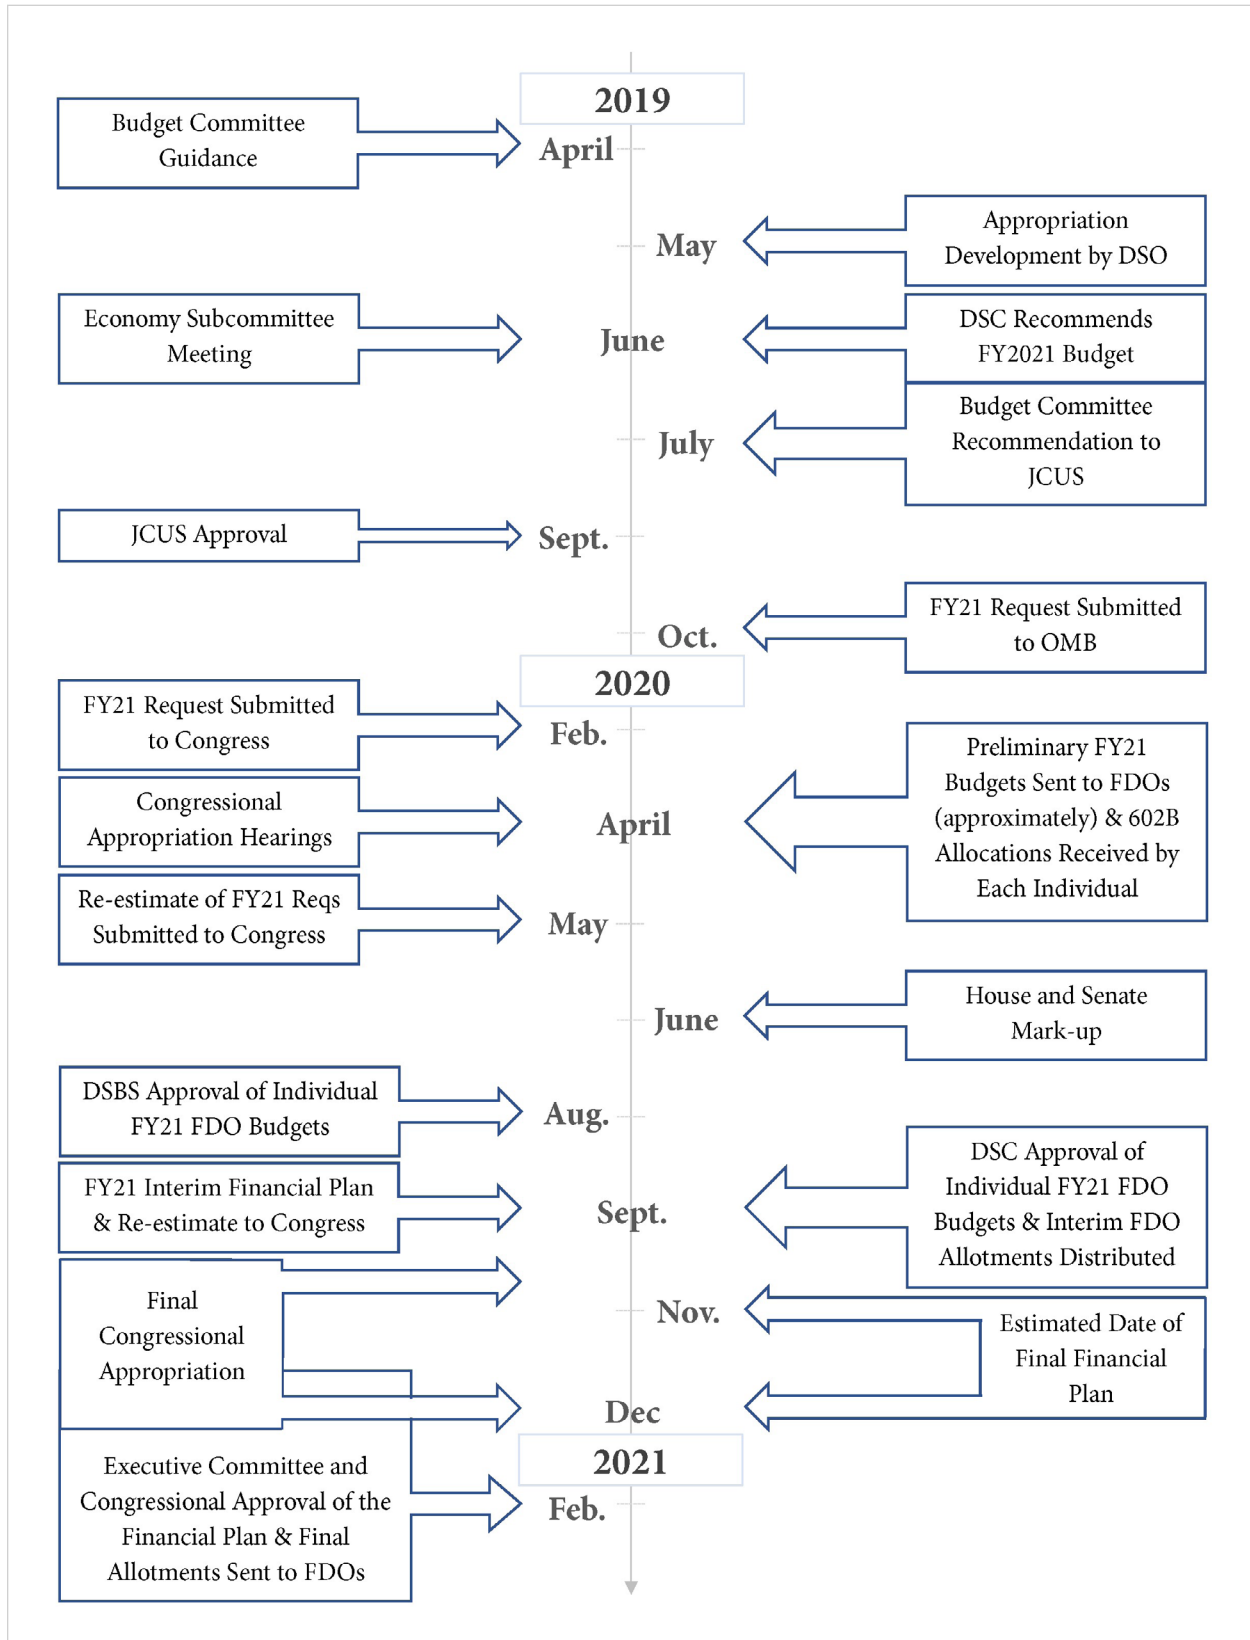 2019
Budget Committee
Guidance
April
Appropriation
Development by DSO
May
Economy Subcommittee
Meeting
June
DSC Recommends
FY2021 Budget
July
Budget Committee
Recommendation to
JCUS
JCUS Approval
Sept.
FY21 Request Submitted
to OMB
Oct.
2020
FY21 Request Submitted
to Congress
Feb.
Congressional
Appropriation Hearings
April
Preliminary FY21
Budgets Sent to FDOs
(approximately) & 602B
Allocations Received by
Each Individual
Re-estimate of FY21 Reqs
Submitted to Congress
May
House and Senate
Mark-up
June
DSBS Approval of Individual
FY21 FDO Budgets
Aug.
FY21 Interim Financial Plan
& Re-estimate to Congress
Sept.
DSC Approval of
Individual FY21 FDO
Budgets & Interim FDO
Allotments Distributed
Final
Congressional
Appropriation
Nov.
Estimated Date of
Final Financial
Plan
Dec
2021
Executive Committee and
Congressional Approval of the
Financial Plan & Final
Allotments Sent to FDOs
Feb.